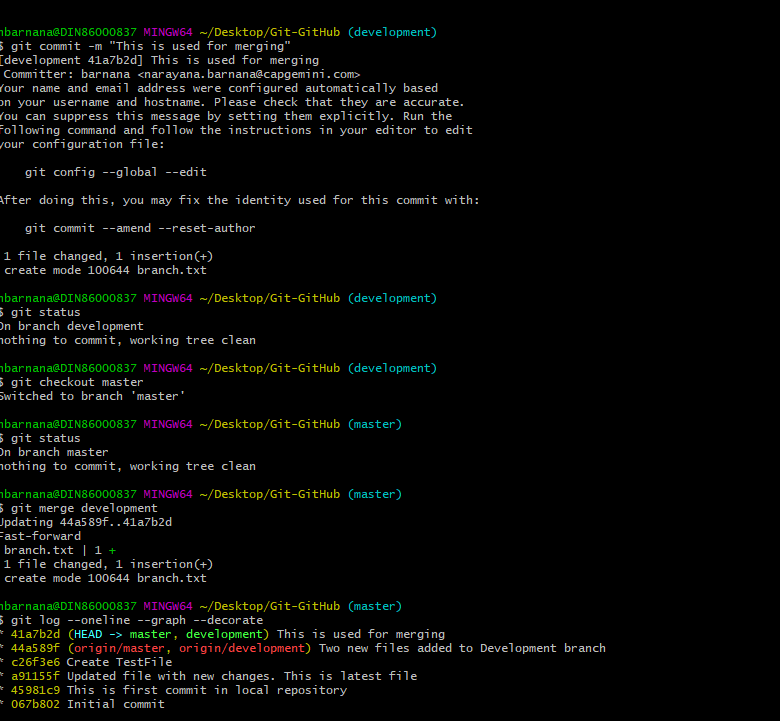 nbarnana@DIN86000837 MINGW64 ~/Desktop/Git-GitHub (development)
$ git commit -m "This is used for merging"
[development 41a7b2d] This is used for merging
Committer: barnana <narayana.barnana@capgemini.com>
Your name and email address were configured automatically based
on your username and hostname. Please check that they are accurate.
You can suppress this message by setting them explicitly. Run the
following command and follow the instructions in your editor to edit
your configuration file:
git config --global --edit
After doing this, you may fix the identity used for this commit with:
git commit --amend --reset-author
1 file changed, 1 insertion(+)
create mode 100644 branch.txt
nbarnana@DIN86000837 MINGW64 ~/Desktop/Git-GitHub (development)
$ git status
On branch development
nothing to commit, working tree clean
nbarnana@DIN86000837 MINGW64 ~/Desktop/Git-GitHub (development)
$ git checkout master
Switched to branch 'master'
nbarnana@DIN86000837 MINGW64 ~/Desktop/Git-GitHub (master)
$ git status
On branch master
nothing to commit, working tree clean
nbarnana@DIN86000837 MINGW64 ~/Desktop/Git-GitHub (master)
$ git merge development
Updating 44a589f..41a7b2d
Fast-forward
branch.txt | 1 +
1 file changed, 1 insertion(+)
create mode 100644 branch.txt
nbarnana@DIN86000837 MINGW64 ~/Desktop/Git-GitHub (master)
$ git log --oneline --graph --decorate
* 41a7b2d (HEAD -> master, development) This is used for merging
* 44a589f (origin/master, origin/development) Two new files added to Development branch
* c26f3e6 Create TestFile
* a91155f Updated file with new changes. This is latest file
* 45981c9 This is first commit in local repository
* 067b802 Initial commit